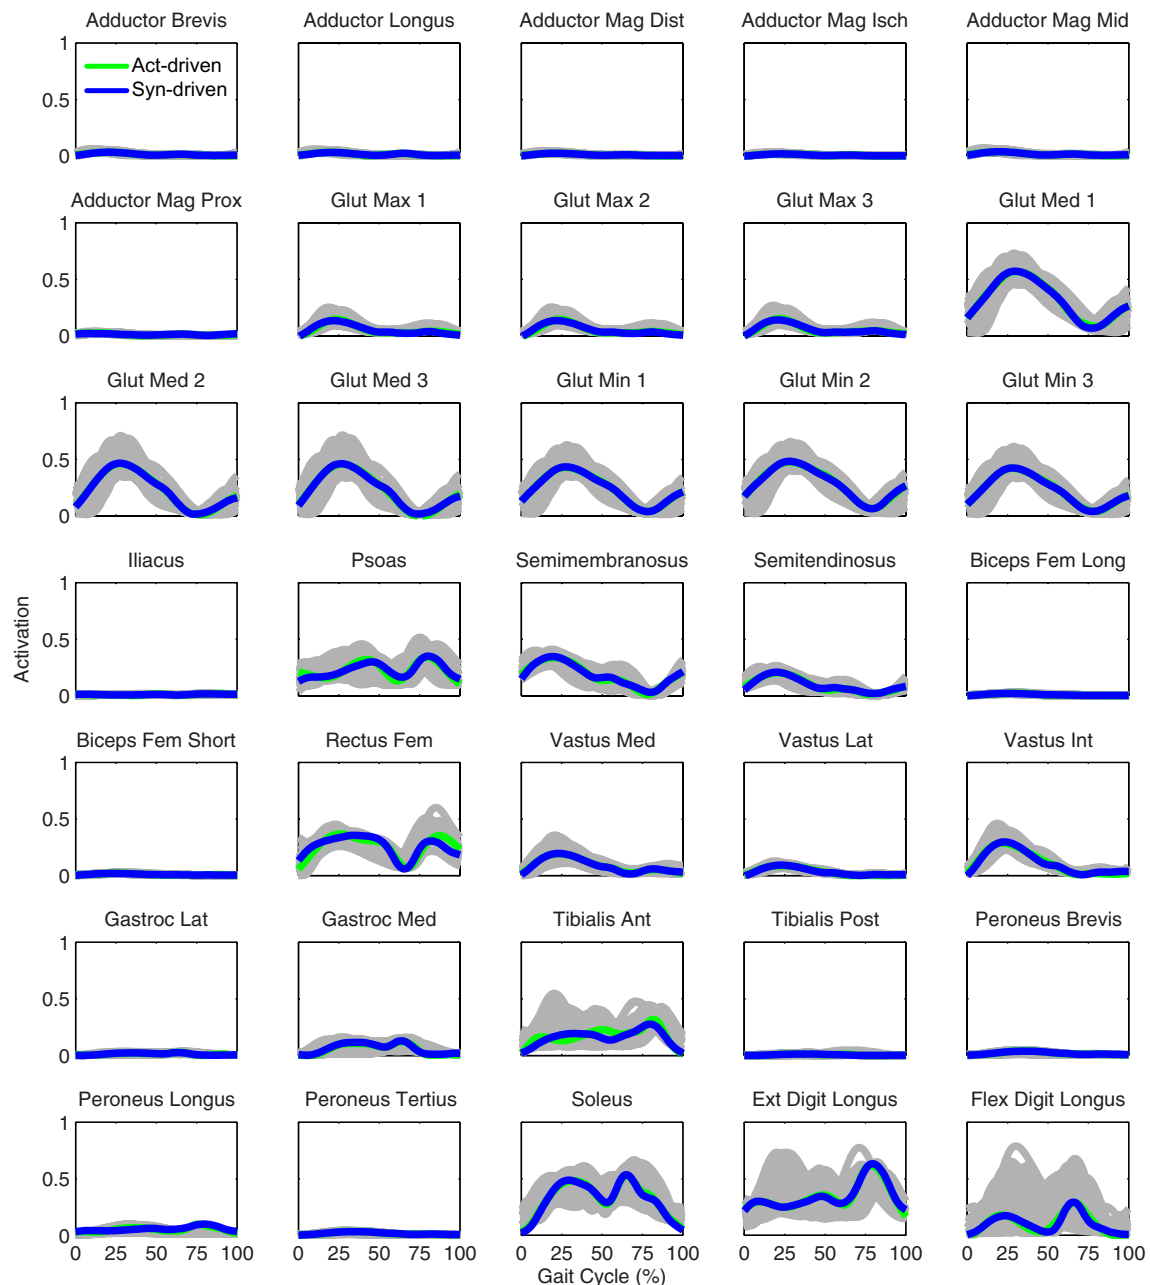 Adductor Brevis Adductor Longus Adductor Mag Dist Adductor Mag Isch Adductor Mag Mid
1
Act-driven
0.5 Syn-driven
0
Adductor Mag Prox Glut Max 1 Glut Max 2 Glut Max 3 Glut Med 1
1
0.5
0
Glut Med 2 Glut Med 3 Glut Min 1 Glut Min 2 Glut Min 3
1
0.5
0
Iliacus Psoas Semimembranosus Semitendinosus Biceps Fem Long
1
0.5
0
Activation
Biceps Fem Short Rectus Fem Vastus Med Vastus Lat Vastus Int
1
0.5
0
Gastroc Lat Gastroc Med Tibialis Ant Tibialis Post Peroneus Brevis
1
0.5
0
Peroneus Longus Peroneus Tertius Soleus Ext Digit Longus Flex Digit Longus
1
0.5
0
0 25 50 75 100 0 25 50 75 100 0 25 50 75 100 0 25 50 75 100 0 25 50 75 100
Gait Cycle (%)